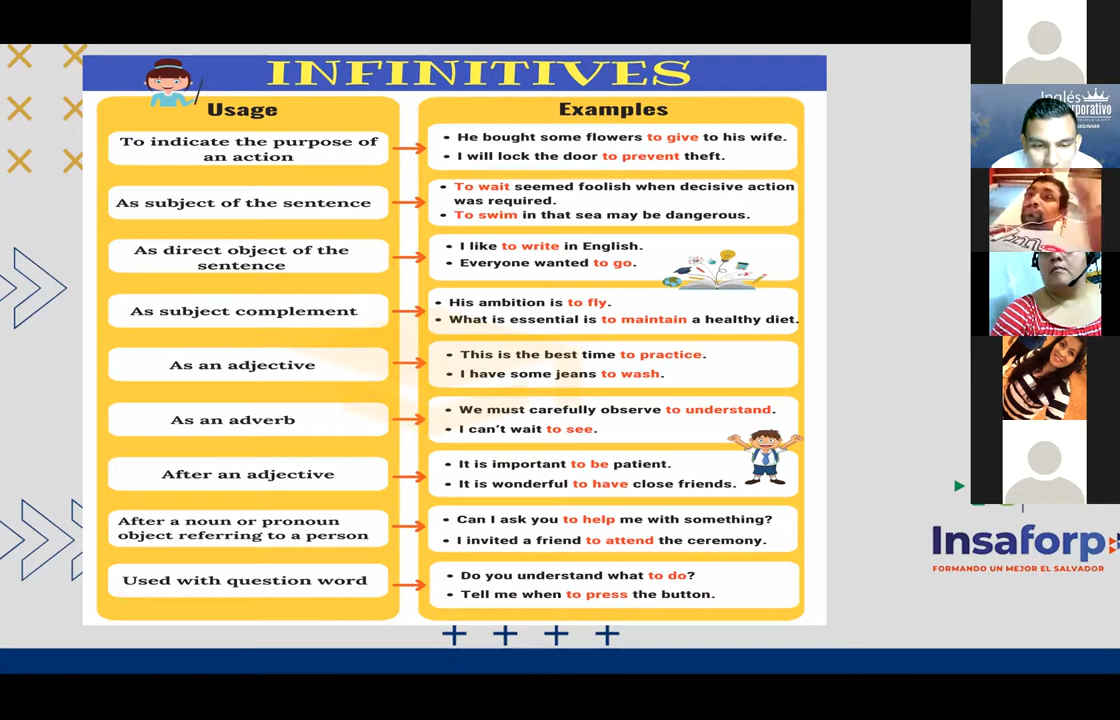 INFINITIVES
Usage
Examples
To indicate the purpose of
an action
• He bought some flowers to give to his wife.
• I will lock the door to prevent theft.
As subject of the sentence
• To wait seemed foolish when decisive action
was required.
• To swim in that sea may be dangerous.
As direct object of the
sentence
• I like to write in English.
• Everyone wanted to go.
As subject complement
• His ambition is to fly.
• What is essential is to maintain a healthy diet.
As an adjective
• This is the best time to practice.
• I have some jeans to wash.
As an adverb
• We must carefully observe to understand.
• I can't wait to see.
After an adjective
• It is important to be patient.
• It is wonderful to have close friends.
After a noun or pronoun
object referring to a person
• Can I ask you to help me with something?
• I invited a friend to attend the ceremony.
Used with question word
• Do you understand what to do?
• Tell me when to press the button.
Inglés
BEGINNER
Insaforp
FORMANDO UN MEJOR EL SALVADOR